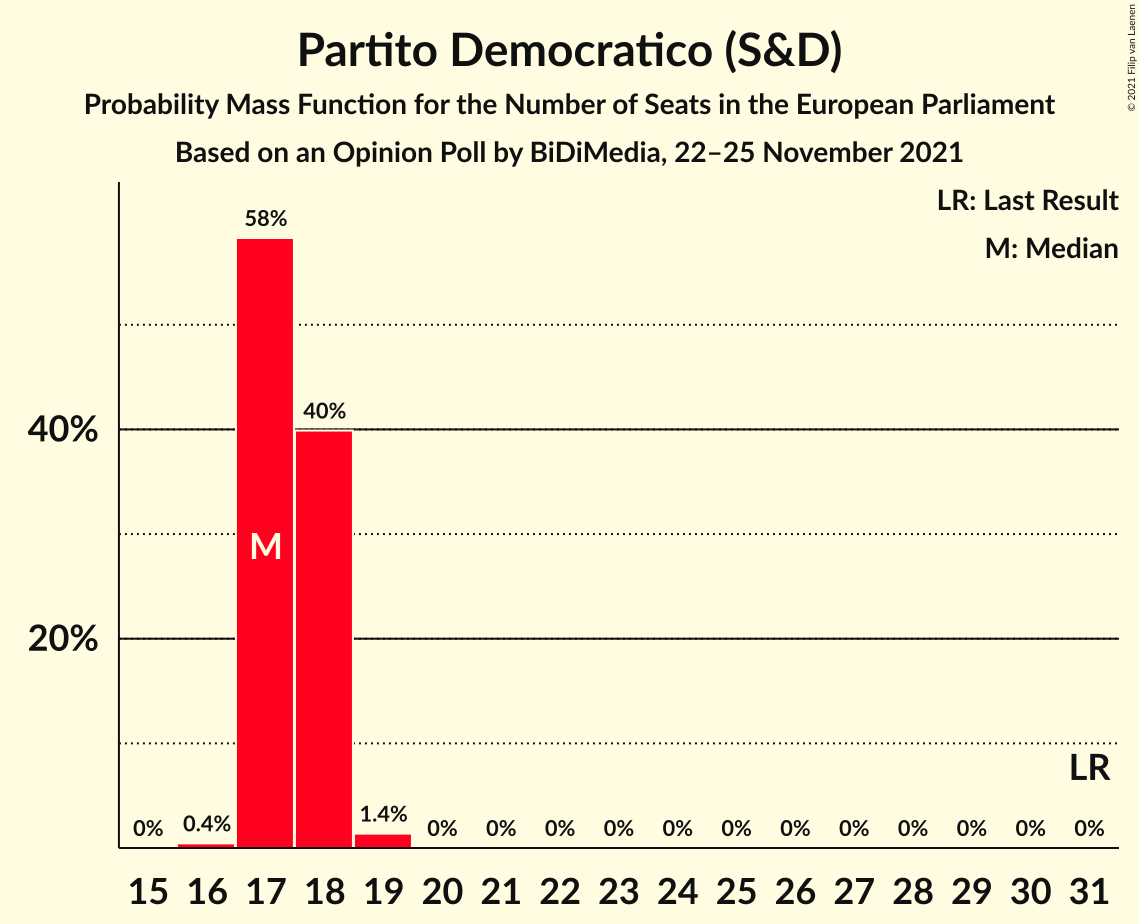 Partito Democratico (S&D)
Probability Mass Function for the Number of Seats in the European Parliament
Based on an Opinion Poll by BiDiMedia, 22–25 November 2021
© 2021 Filip van Laenen
LR: Last Result
M: Median
58%
40%
40%
M
20%
LR
0% 0.4% 1.4% 0% 0% 0% 0% 0% 0% 0% 0% 0% 0% 0% 0%
15 16 17 18 19 20 21 22 23 24 25 26 27 28 29 30 31